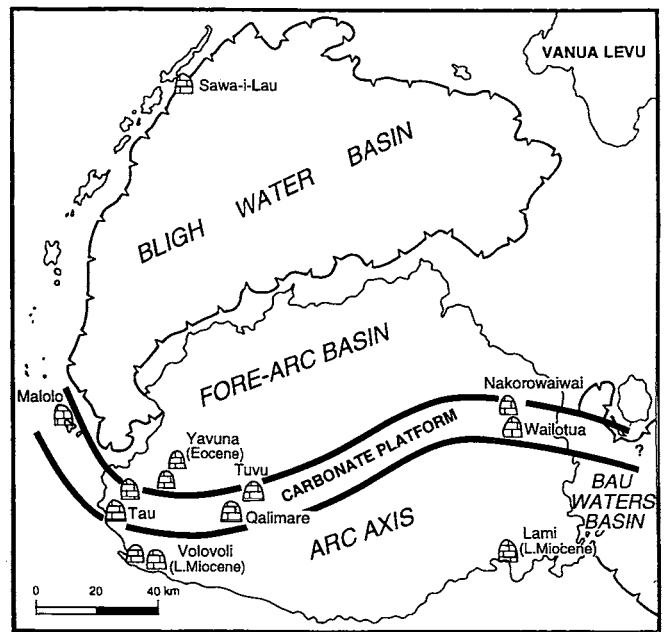 VANUA LEVU
Sawa-i-Lau
BLIGH WATER BASIN
FORE-ARC BASIN
Malolo
Nakorowaiwai
Wailotua
CARBONATE PLATFORM
?
Yavuna
(Eocene)
Tuvu
Tau
Qalimare
ARC AXIS
BAU
WATERS
BASIN
Volovoli
(L.Miocene)
Lami
(L.Miocene)
0 20 40 km